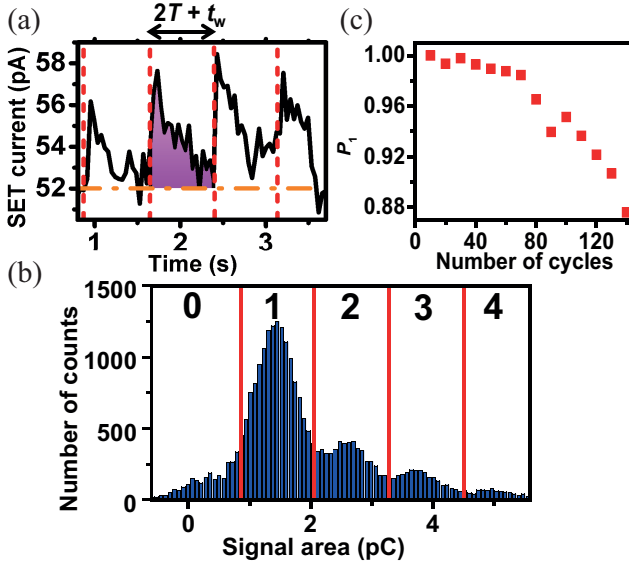 (a)
2T + t_w
SET current (pA)
58
56
54
52
1
2
3
Time (s)
(c)
P_1
1.00
0.96
0.92
0.88
0
40
80
120
Number of cycles
(b)
Number of counts
1500
1000
500
0
0
1
2
3
4
0
2
4
Signal area (pC)